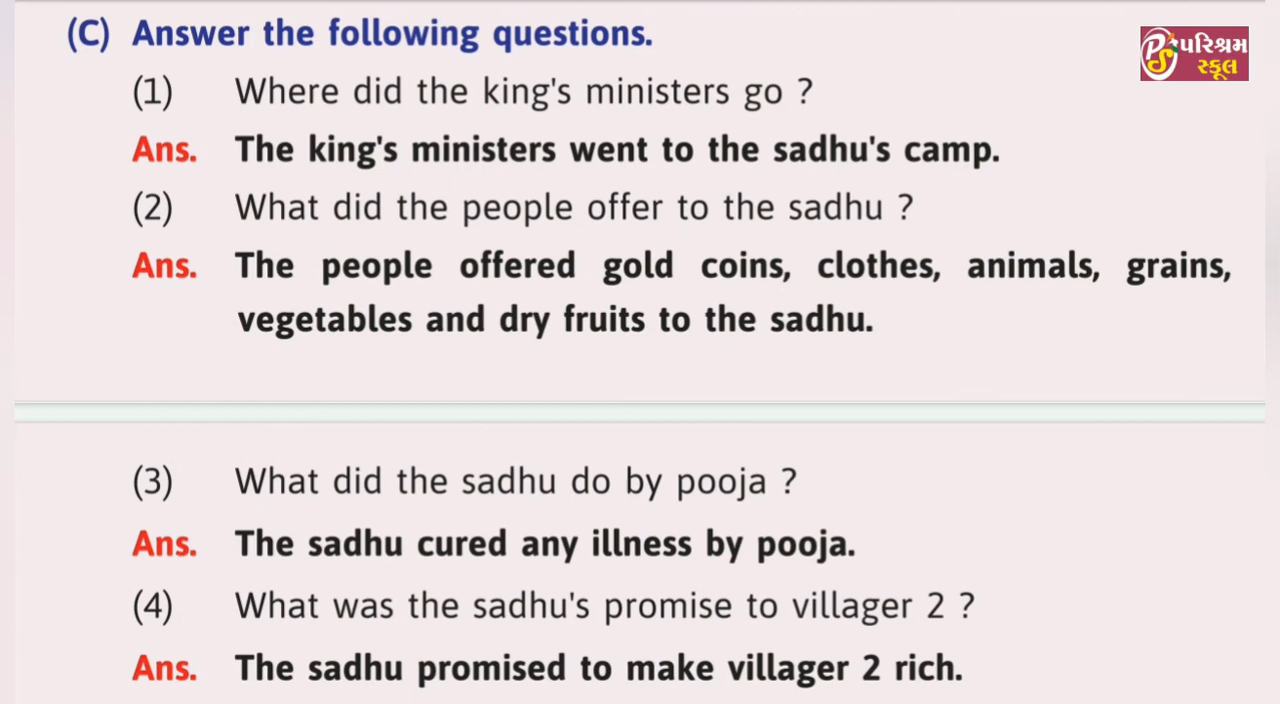 (C) Answer the following questions.
પરિશ્રમ
સ્કૂલ
(1) Where did the king's ministers go ?
Ans. The king's ministers went to the sadhu's camp.
(2) What did the people offer to the sadhu ?
Ans. The people offered gold coins, clothes, animals, grains,
vegetables and dry fruits to the sadhu.
(3) What did the sadhu do by pooja ?
Ans. The sadhu cured any illness by pooja.
(4) What was the sadhu's promise to villager 2 ?
Ans. The sadhu promised to make villager 2 rich.